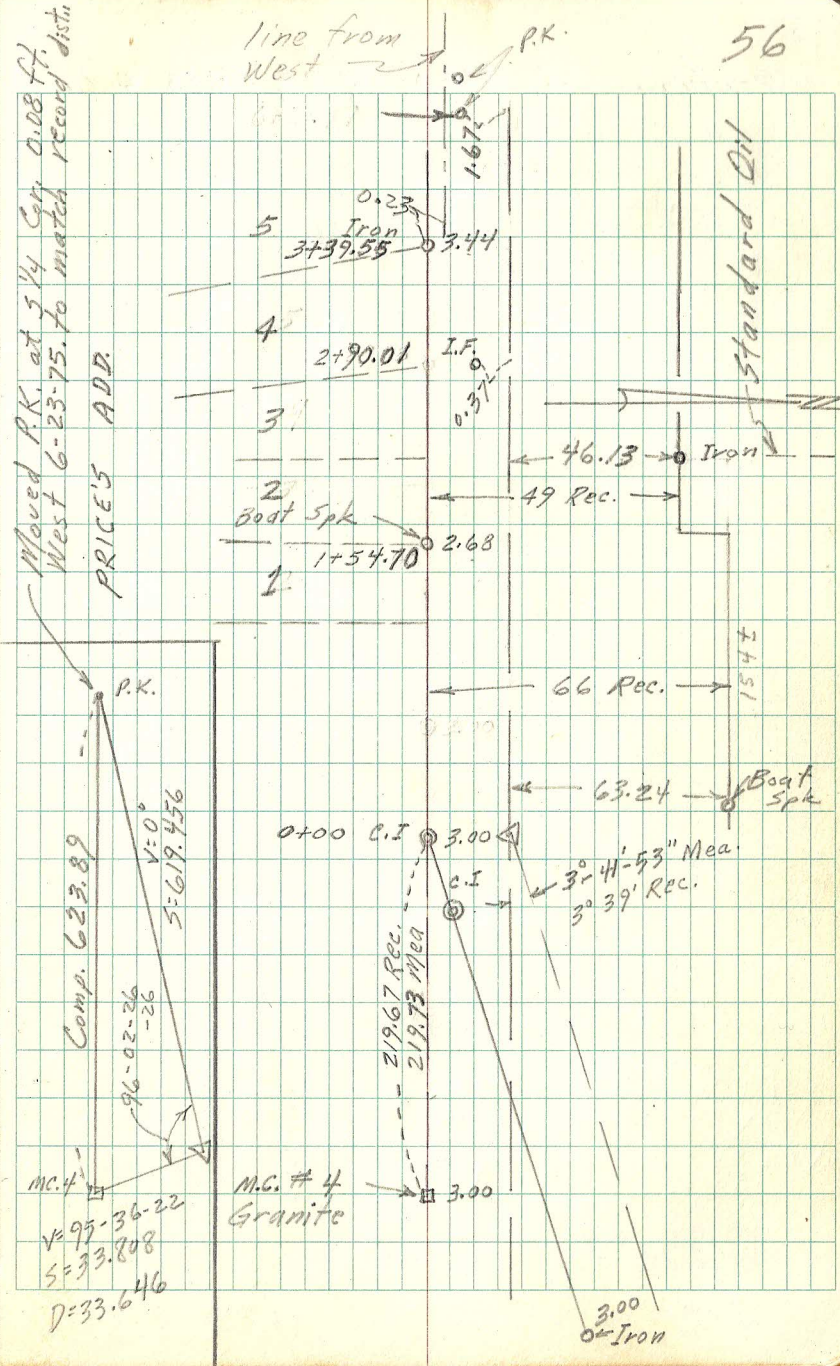 56
line from
West
P.K.
Moved P.K. at S 1/4 Cor. 0.08 ft.
West 6-23-75. to match record dist..
PRICE'S ADD.
1.67
Standard Oil
0.23
5
Iron
3+39.55
3.44
4
2+90.01
I.F.
0.37
3
46.13
Iron
2
49 Rec.
Boat Spk
2.68
1+54.70
1
154±
66 Rec.
P.K.
3.00
63.24
Boat
Spk
V=0°
S=619.456
Comp. 623.89
0+00 C.I
3.00
3°-41'-53" Mea.
3° 39' Rec.
C.I
219.67 Rec.
219.73 Mea
96-02-26
-26
M.C. 4
M.C. # 4
Granite
3.00
V=95-36-22
S=33.808
D=33.646
3.00
Iron